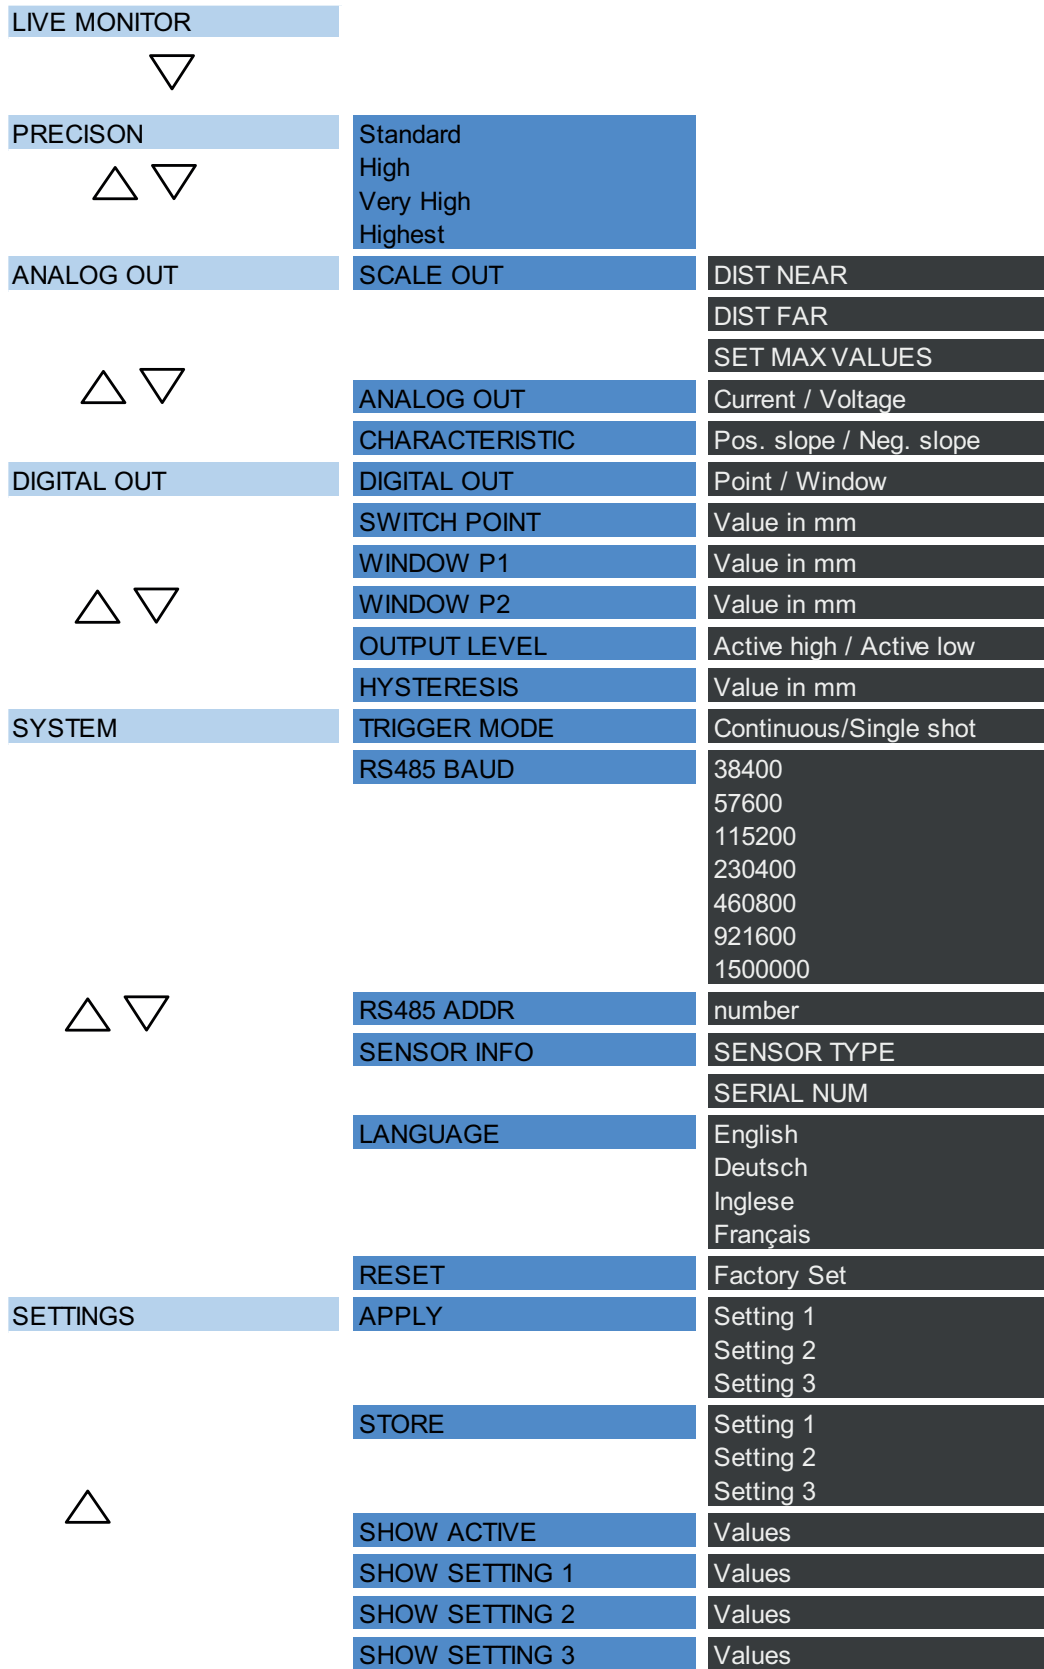 LIVE MONITOR
PRECISON
Standard
High
Very High
Highest
ANALOG OUT
SCALE OUT
DIST NEAR
DIST FAR
SET MAX VALUES
ANALOG OUT
Current / Voltage
CHARACTERISTIC
Pos. slope / Neg. slope
DIGITAL OUT
DIGITAL OUT
Point / Window
SWITCH POINT
Value in mm
WINDOW P1
Value in mm
WINDOW P2
Value in mm
OUTPUT LEVEL
Active high / Active low
HYSTERESIS
Value in mm
SYSTEM
TRIGGER MODE
Continuous/Single shot
RS485 BAUD
38400
57600
115200
230400
460800
921600
1500000
RS485 ADDR
number
SENSOR INFO
SENSOR TYPE
SERIAL NUM
LANGUAGE
English
Deutsch
Inglese
Français
RESET
Factory Set
SETTINGS
APPLY
Setting 1
Setting 2
Setting 3
STORE
Setting 1
Setting 2
Setting 3
SHOW ACTIVE
Values
SHOW SETTING 1
Values
SHOW SETTING 2
Values
SHOW SETTING 3
Values